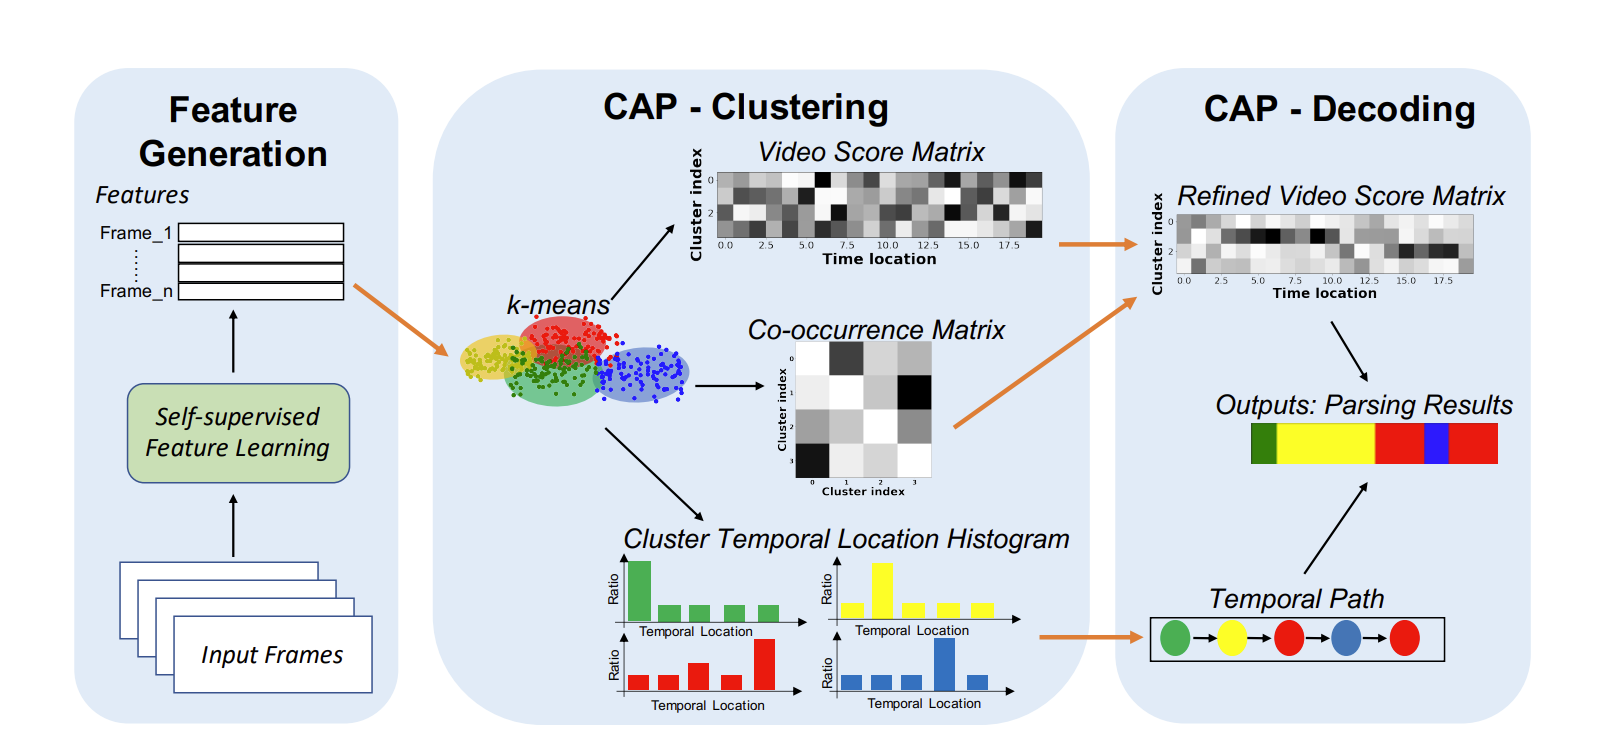 Feature
Generation
Features
Frame_1
Frame_n
Self-supervised
Feature Learning
Input Frames
CAP - Clustering
Video Score Matrix
Cluster index
0
2
0.0 2.5 5.0 7.5 10.0 12.5 15.0 17.5
Time location
k-means
Co-occurrence Matrix
Cluster index
0
1
2
3
0 1 2 3
Cluster index
Cluster Temporal Location Histogram
Ratio
Temporal Location
Ratio
Temporal Location
Ratio
Temporal Location
Ratio
Temporal Location
CAP - Decoding
Refined Video Score Matrix
Cluster index
0
2
0.0 2.5 5.0 7.5 10.0 12.5 15.0 17.5
Time location
Outputs: Parsing Results
Temporal Path